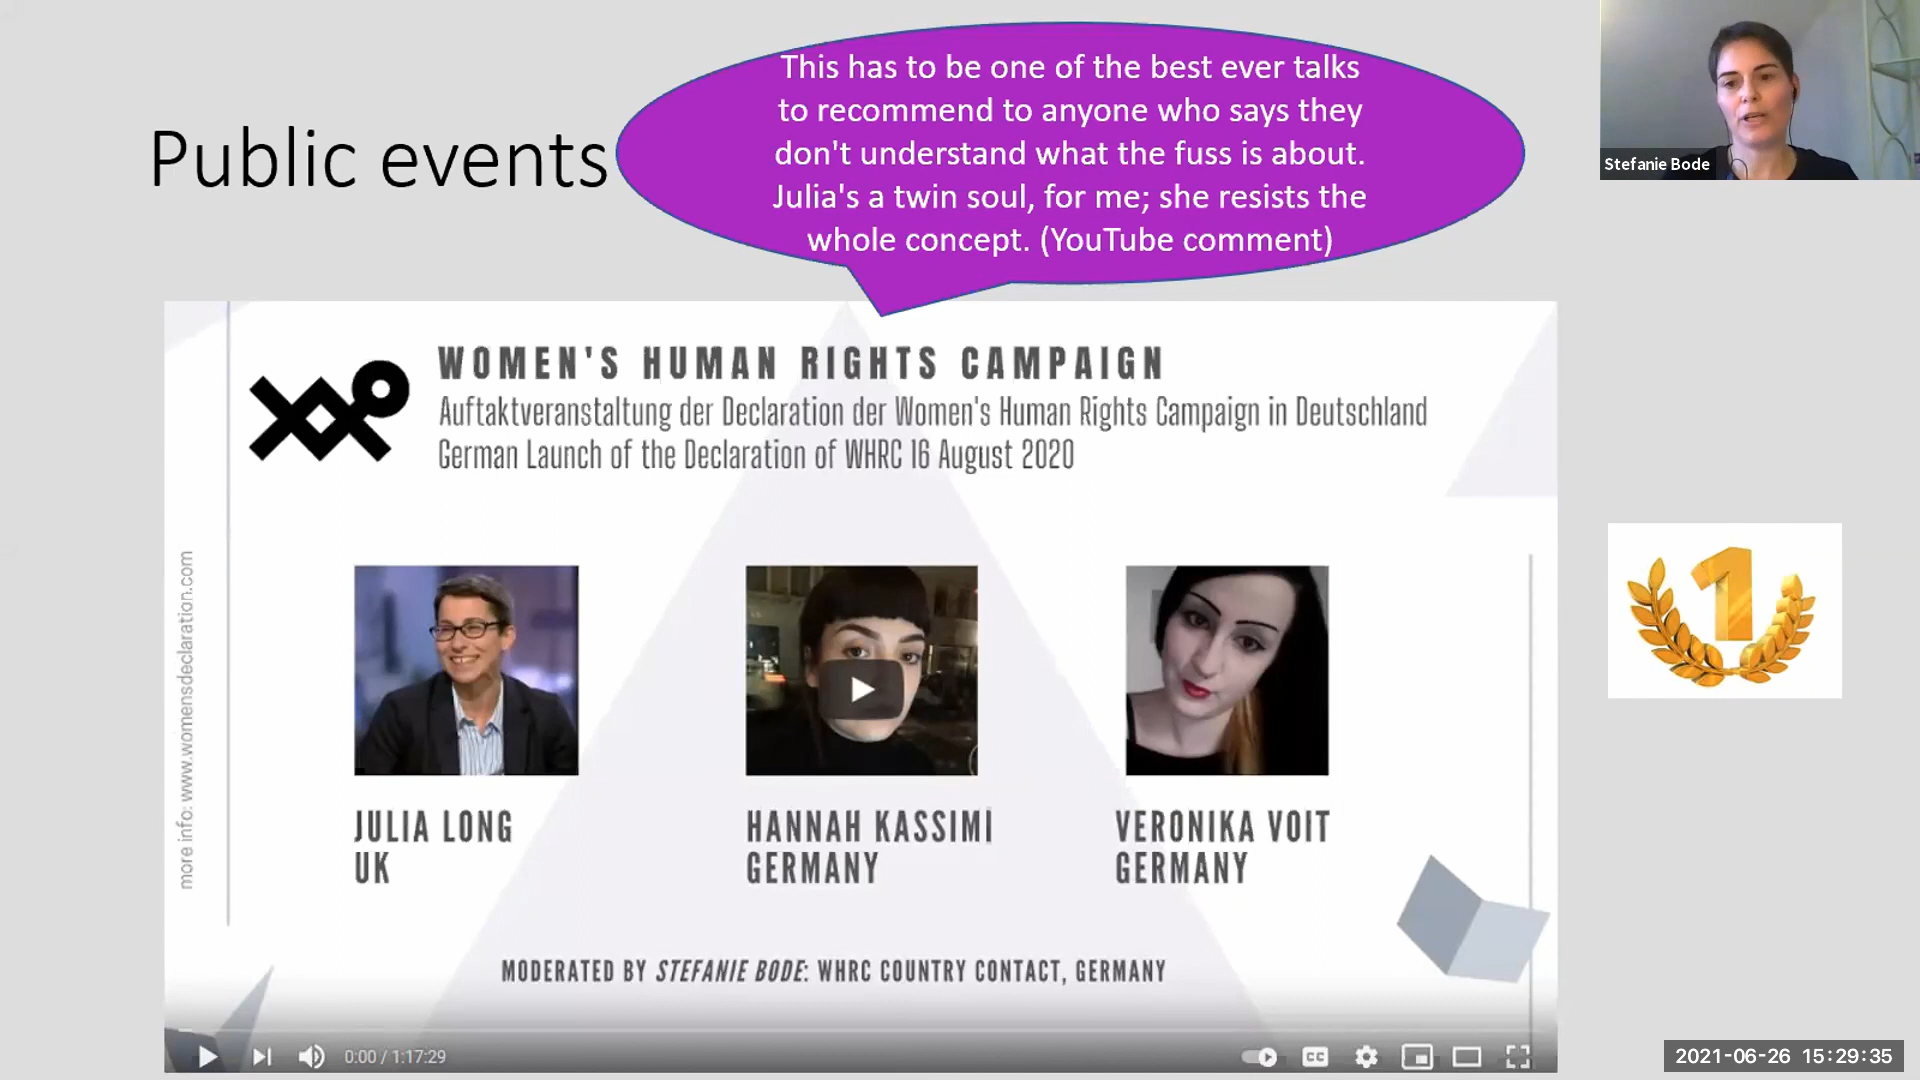 Public events
This has to be one of the best ever talks
to recommend to anyone who says they
don't understand what the fuss is about.
Julia's a twin soul, for me; she resists the
whole concept. (YouTube comment)
Stefanie Bode
WOMEN'S HUMAN RIGHTS CAMPAIGN
Auftaktveranstaltung der Declaration der Women's Human Rights Campaign in Deutschland
German Launch of the Declaration of WHRC 16 August 2020
more info: www.womensdeclaration.com
1
JULIA LONG
UK
HANNAH KASSIMI
GERMANY
VERONIKA VOIT
GERMANY
MODERATED BY STEFANIE BODE: WHRC COUNTRY CONTACT, GERMANY
0:00 / 1:17:29
CC
2021-06-26 15:29:35